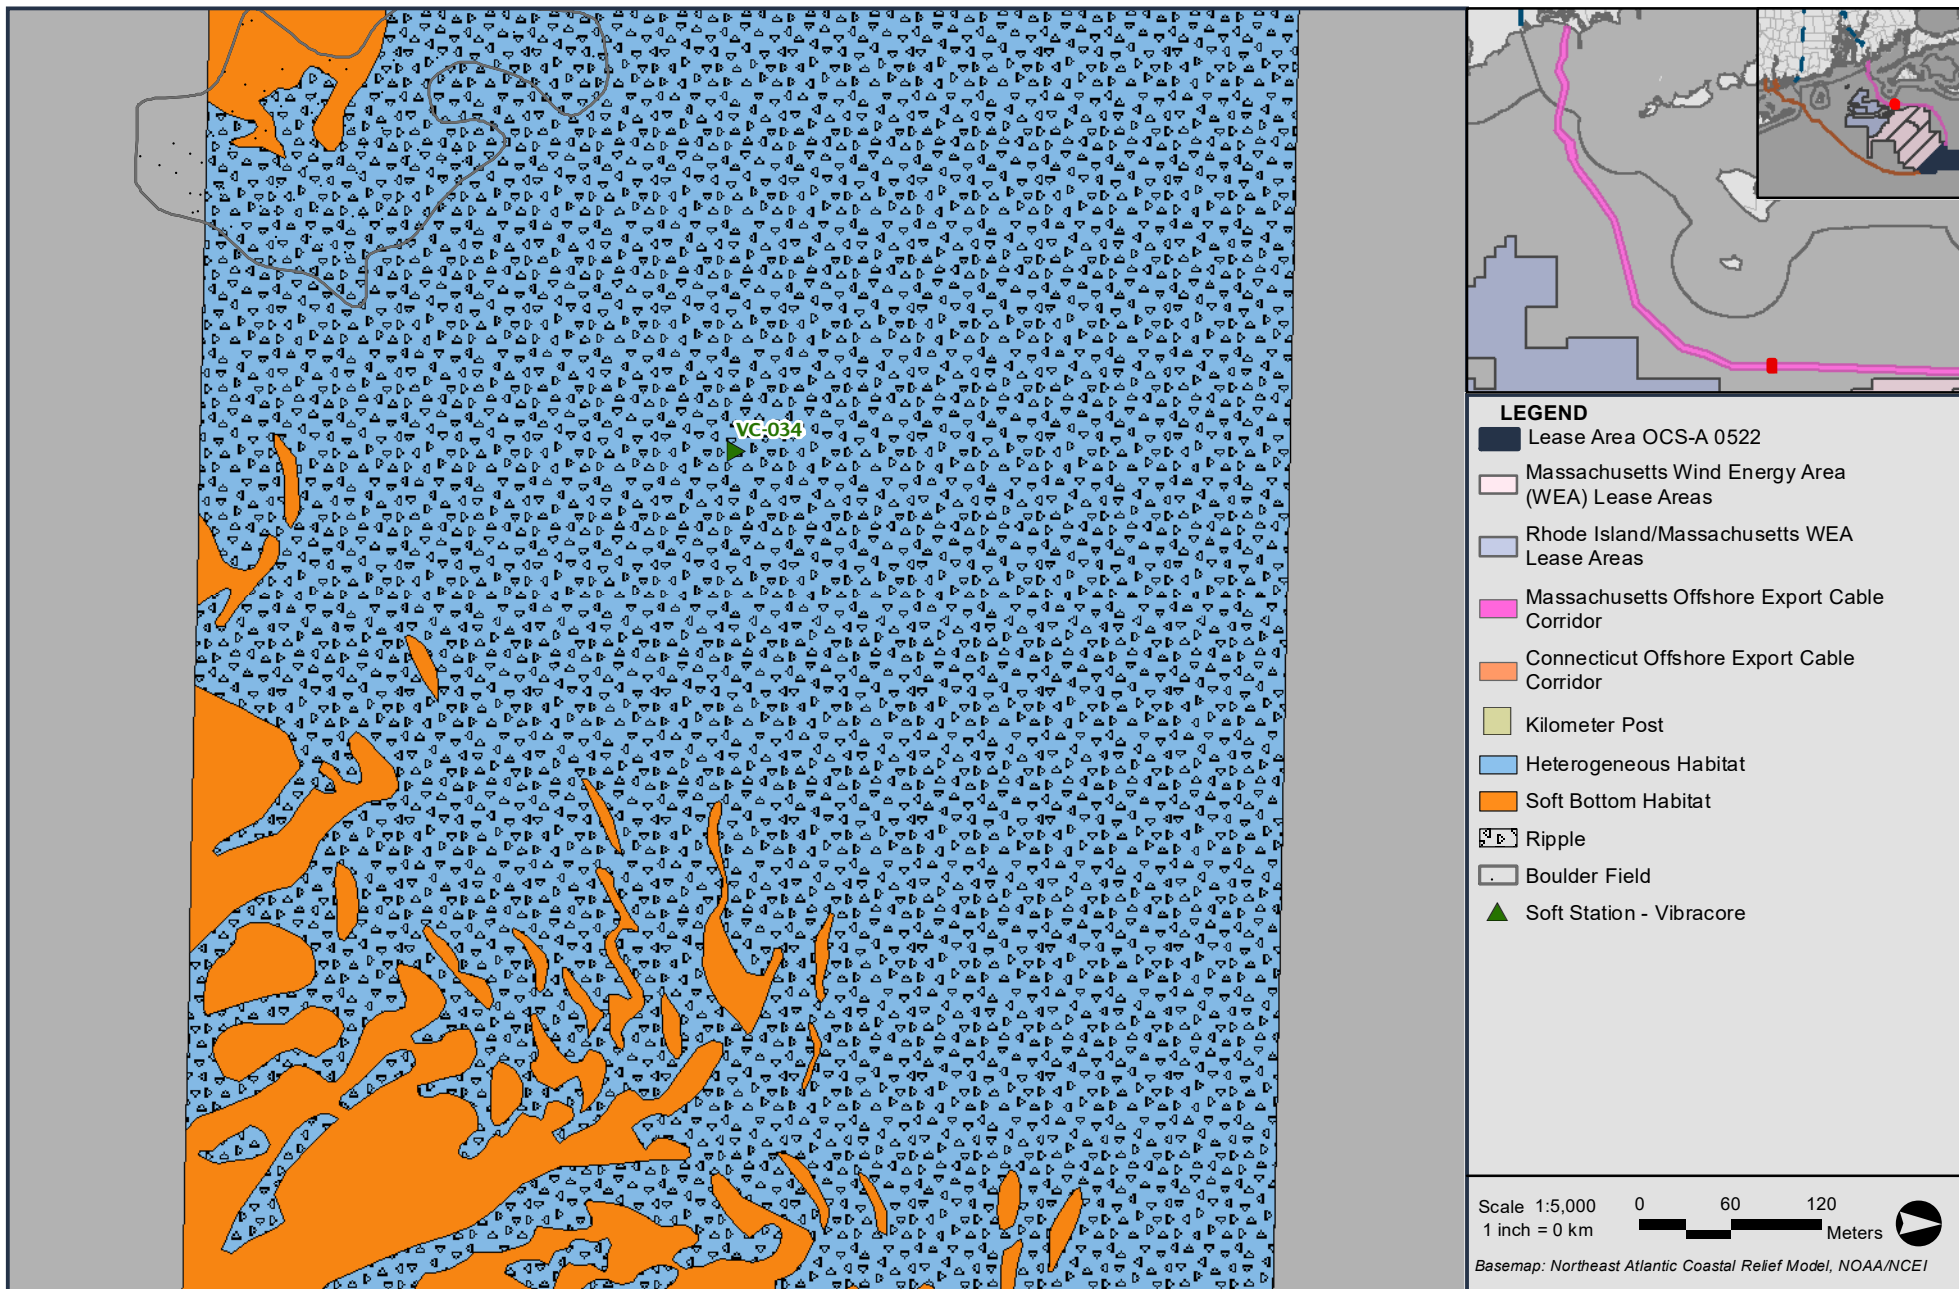 VC-034
LEGEND
Lease Area OCS-A 0522
Massachusetts Wind Energy Area
(WEA) Lease Areas
Rhode Island/Massachusetts WEA
Lease Areas
Massachusetts Offshore Export Cable
Corridor
Connecticut Offshore Export Cable
Corridor
Kilometer Post
Heterogeneous Habitat
Soft Bottom Habitat
Ripple
Boulder Field
Soft Station - Vibracore
Scale 1:5,000
1 inch = 0 km
0 60 120
Meters
Basemap: Northeast Atlantic Coastal Relief Model, NOAA/NCEI